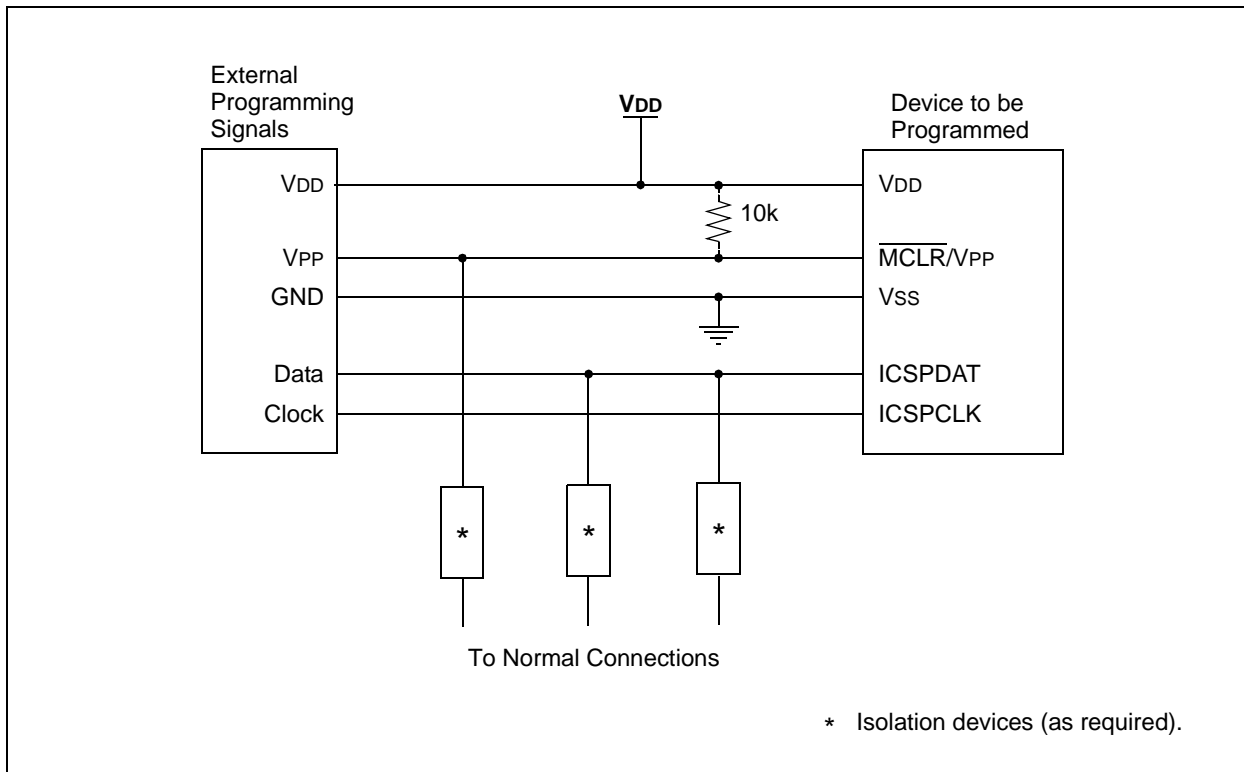 External
Programming
Signals
VDD
Device to be
Programmed
VDD
VDD
10k
VPP
MCLR/VPP
GND
VSS
Data
ICSPDAT
Clock
ICSPCLK
*
*
*
To Normal Connections
* Isolation devices (as required).